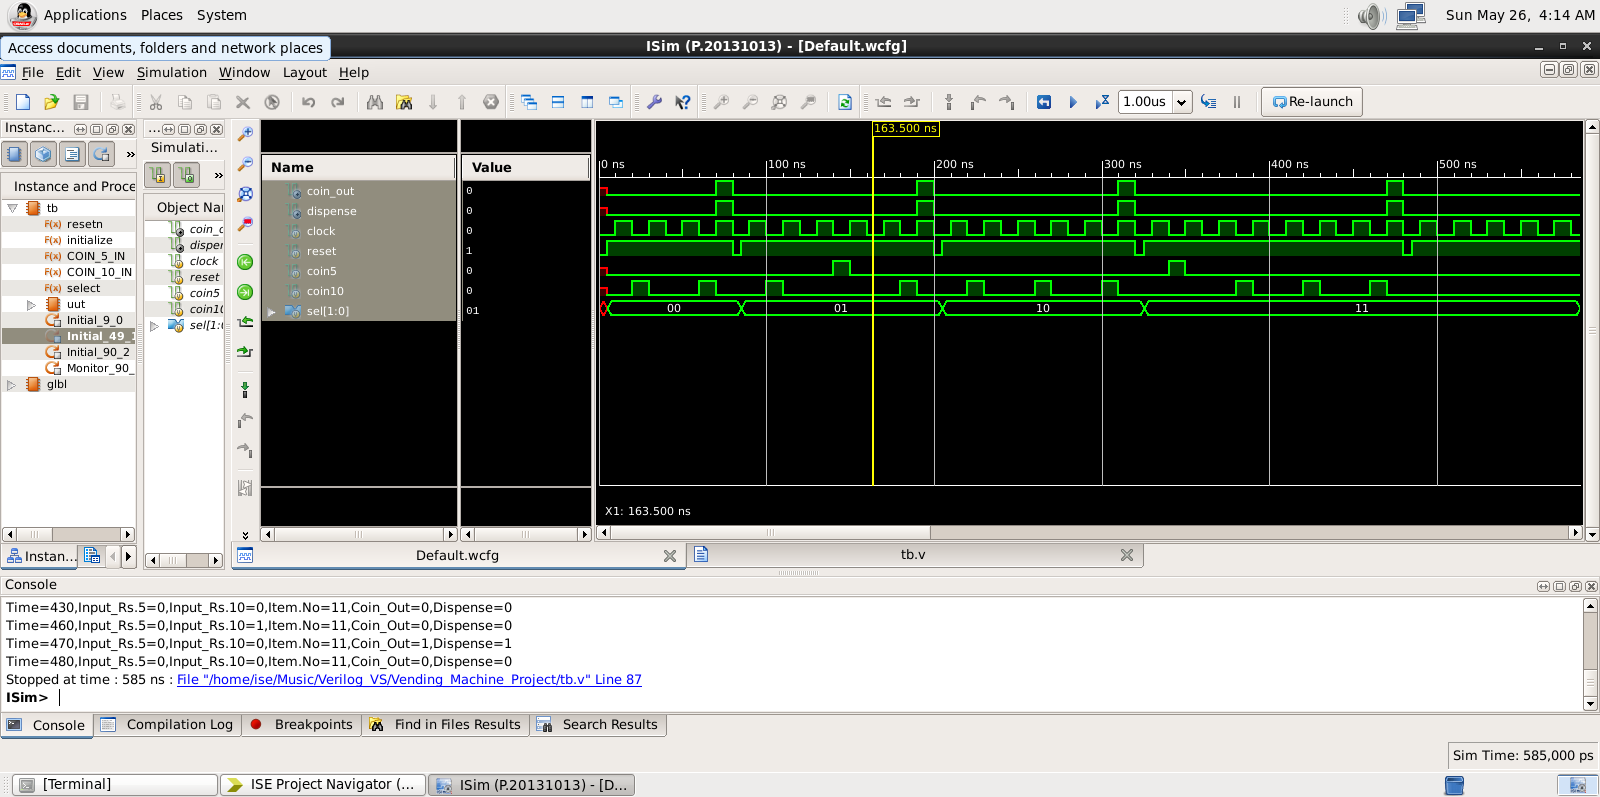 Applications Places System
Sun May 26, 4:14 AM
Access documents, folders and network places
ISim (P.20131013) - [Default.wcfg]
File Edit View Simulation Window Layout Help
1.00us
Re-launch
Instanc...
...
Simulati...
»
»
Instance and Proce
tb
F(x) resetn
F(x) initialize
F(x) COIN_5_IN
F(x) COIN_10_IN
F(x) select
uut
Initial_9_0
Initial_49_1
Initial_90_2
Monitor_90_
glbl
Object Nar
coin_c
disper
clock
reset
coin5
coin10
sel[1:0
Name Value
coin_out 0
dispense 0
clock 0
reset 1
coin5 0
coin10 0
sel[1:0] 01
163.500 ns
0 ns 100 ns 200 ns 300 ns 400 ns 500 ns
00 01 10 11
X1: 163.500 ns
Instan...
Default.wcfg
tb.v
Console
Time=430,Input_Rs.5=0,Input_Rs.10=0,Item.No=11,Coin_Out=0,Dispense=0
Time=460,Input_Rs.5=0,Input_Rs.10=1,Item.No=11,Coin_Out=0,Dispense=0
Time=470,Input_Rs.5=0,Input_Rs.10=0,Item.No=11,Coin_Out=1,Dispense=1
Time=480,Input_Rs.5=0,Input_Rs.10=0,Item.No=11,Coin_Out=0,Dispense=0
Stopped at time : 585 ns : File "/home/ise/Music/Verilog_VS/Vending_Machine_Project/tb.v" Line 87
ISim>
Console Compilation Log Breakpoints Find in Files Results Search Results
Sim Time: 585,000 ps
[Terminal] ISE Project Navigator (... ISim (P.20131013) - [D...